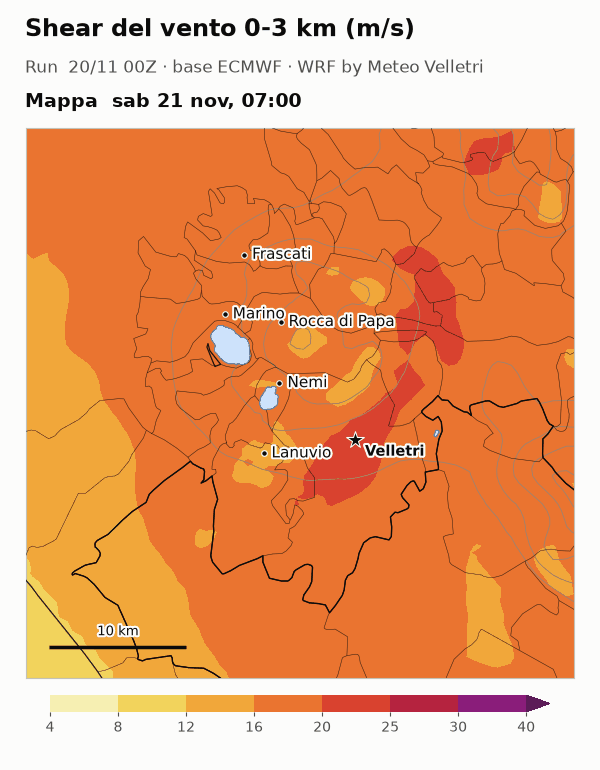 Shear del vento 0-3 km (m/s)
Run  20/11 00Z · base ECMWF · WRF by Meteo Velletri
Mappa  sab 21 nov, 07:00
Frascati
Marino
Rocca di Papa
Nemi
Velletri
Lanuvio
10 km
4 8 12 16 20 25 30 40